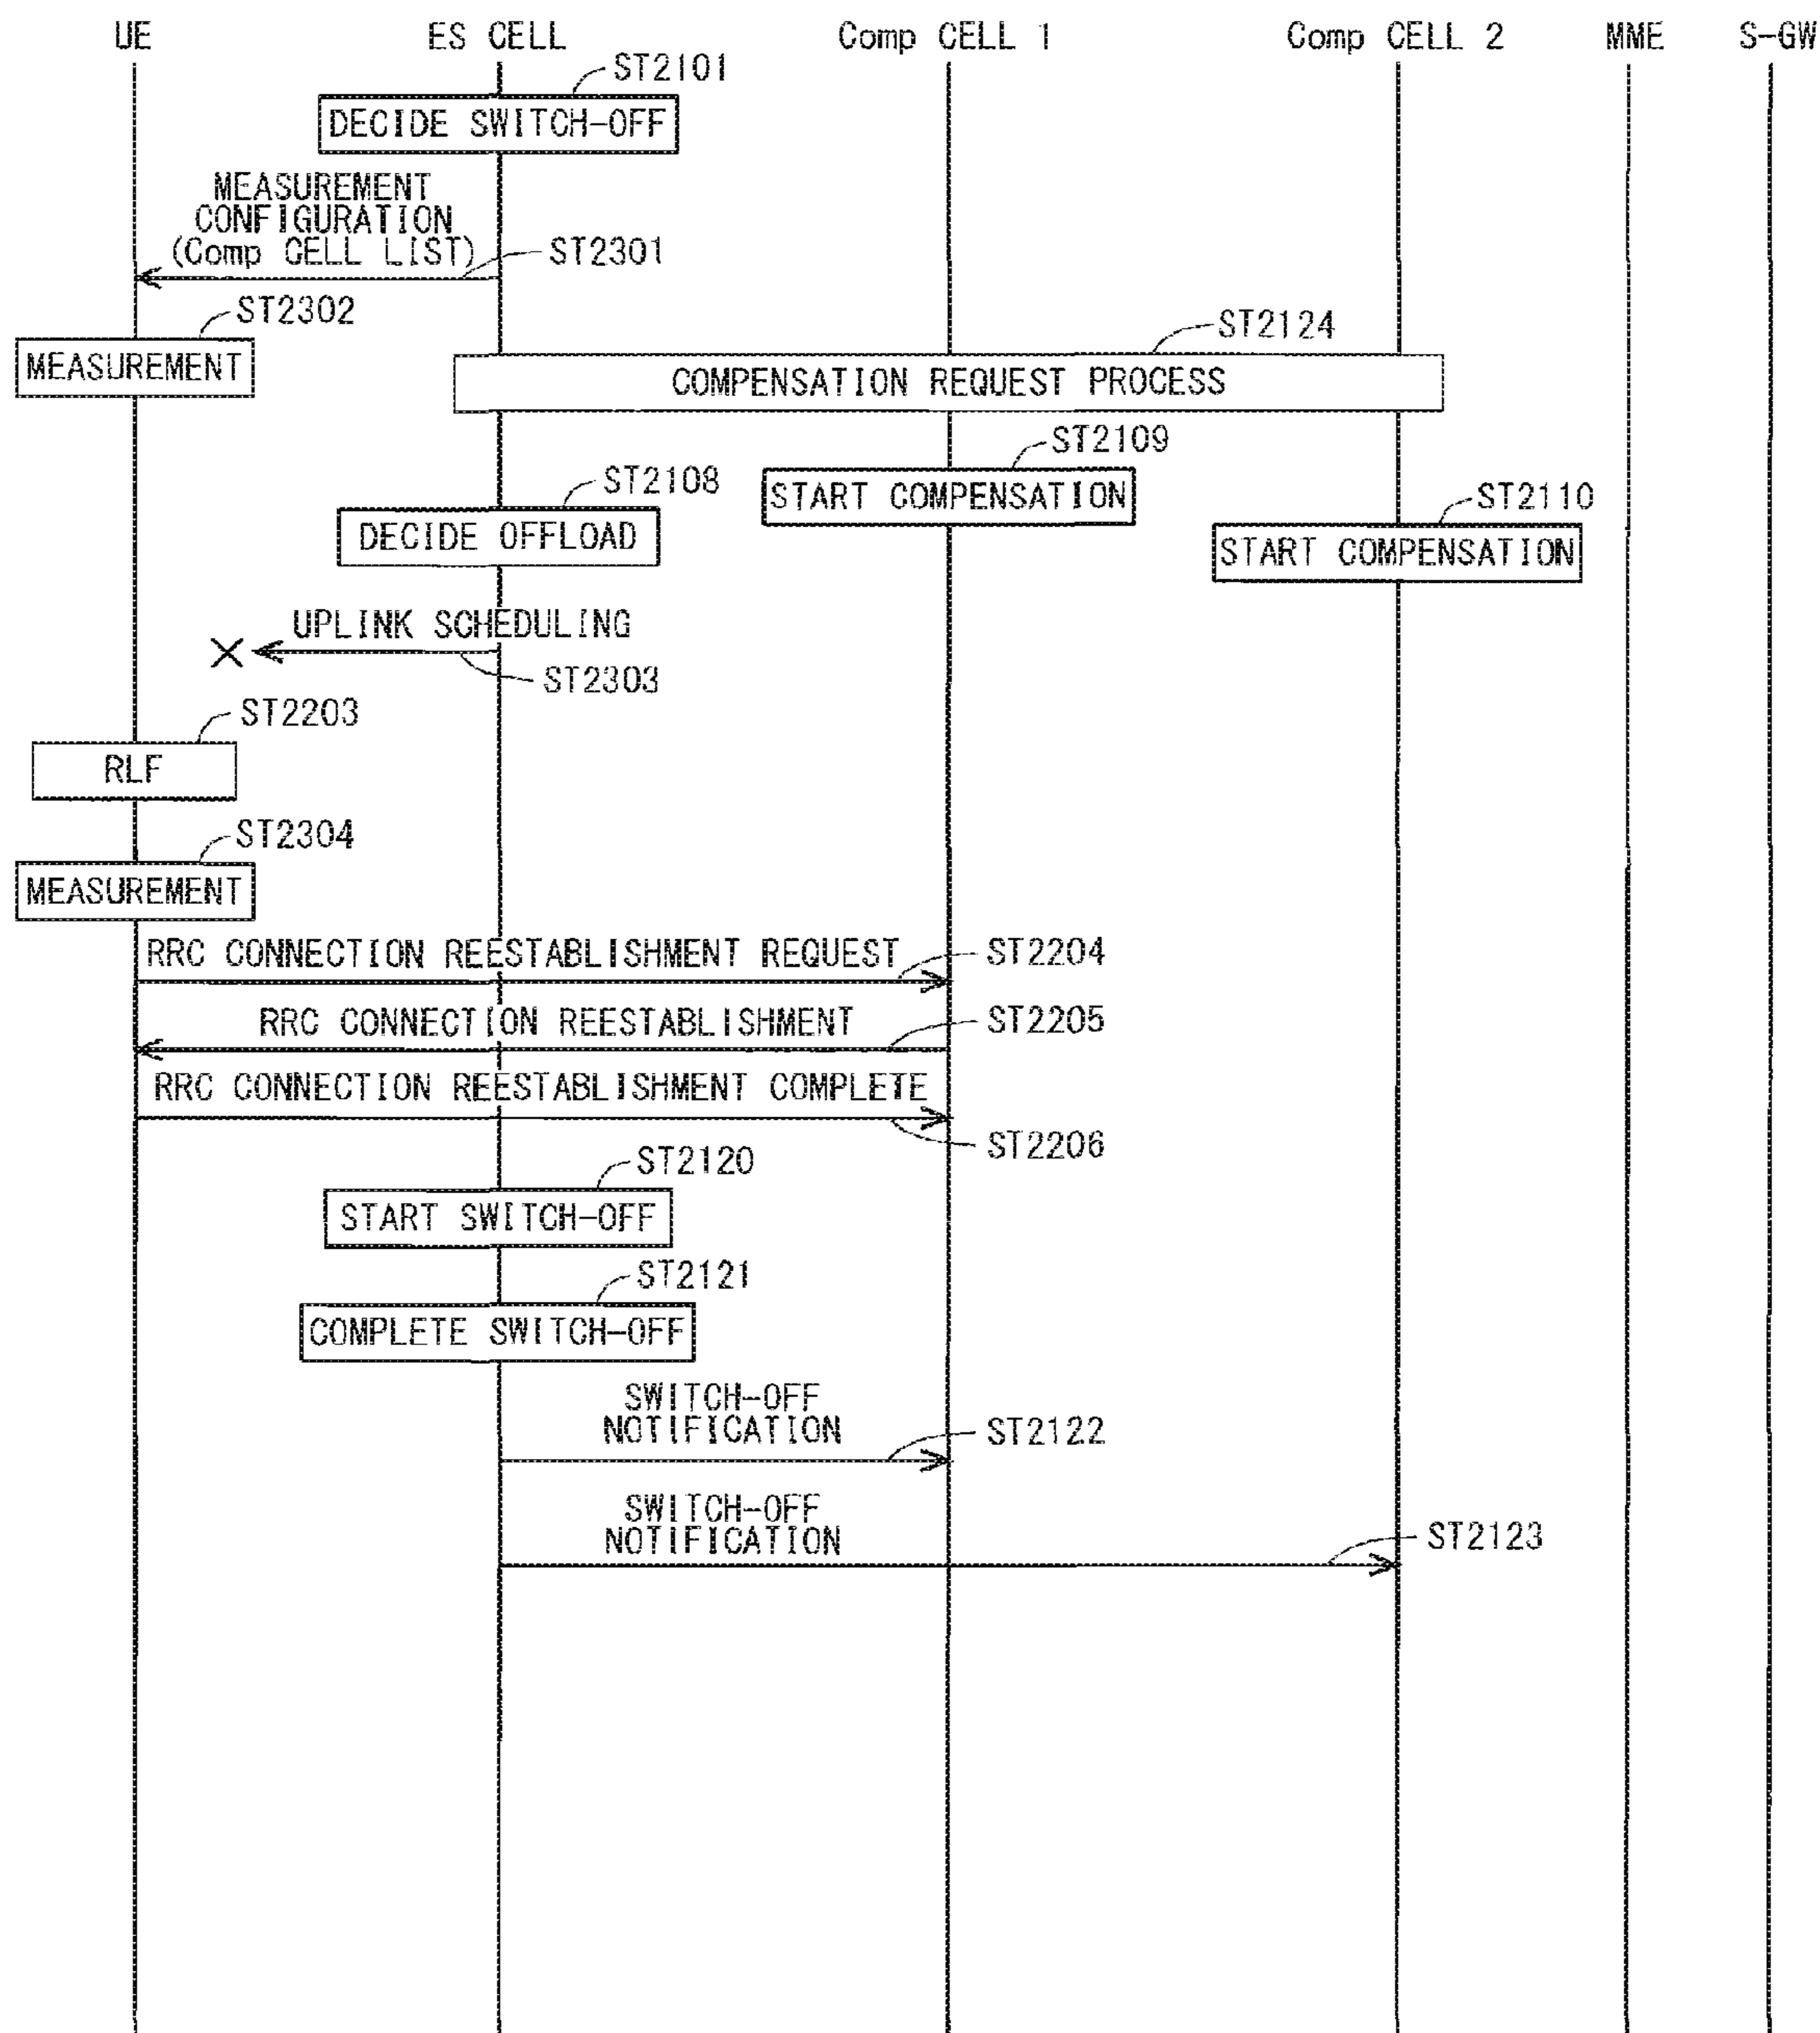 UE
ES CELL
Comp CELL 1
Comp CELL 2
MME
S-GW
ST2101
DECIDE SWITCH-OFF
MEASUREMENT
CONFIGURATION
(Comp CELL LIST)
ST2301
ST2302
MEASUREMENT
ST2124
COMPENSATION REQUEST PROCESS
ST2109
START COMPENSATION
ST2108
DECIDE OFFLOAD
ST2110
START COMPENSATION
UPLINK SCHEDULING
ST2303
ST2203
RLF
ST2304
MEASUREMENT
RRC CONNECTION REESTABLISHMENT REQUEST
ST2204
RRC CONNECTION REESTABLISHMENT
ST2205
RRC CONNECTION REESTABLISHMENT COMPLETE
ST2206
ST2120
START SWITCH-OFF
ST2121
COMPLETE SWITCH-OFF
SWITCH-OFF
NOTIFICATION
ST2122
SWITCH-OFF
NOTIFICATION
ST2123